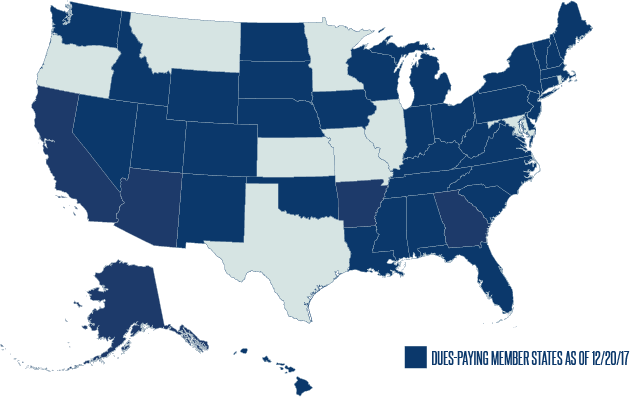 DUES-PAYING MEMBER STATES AS OF 12/20/17